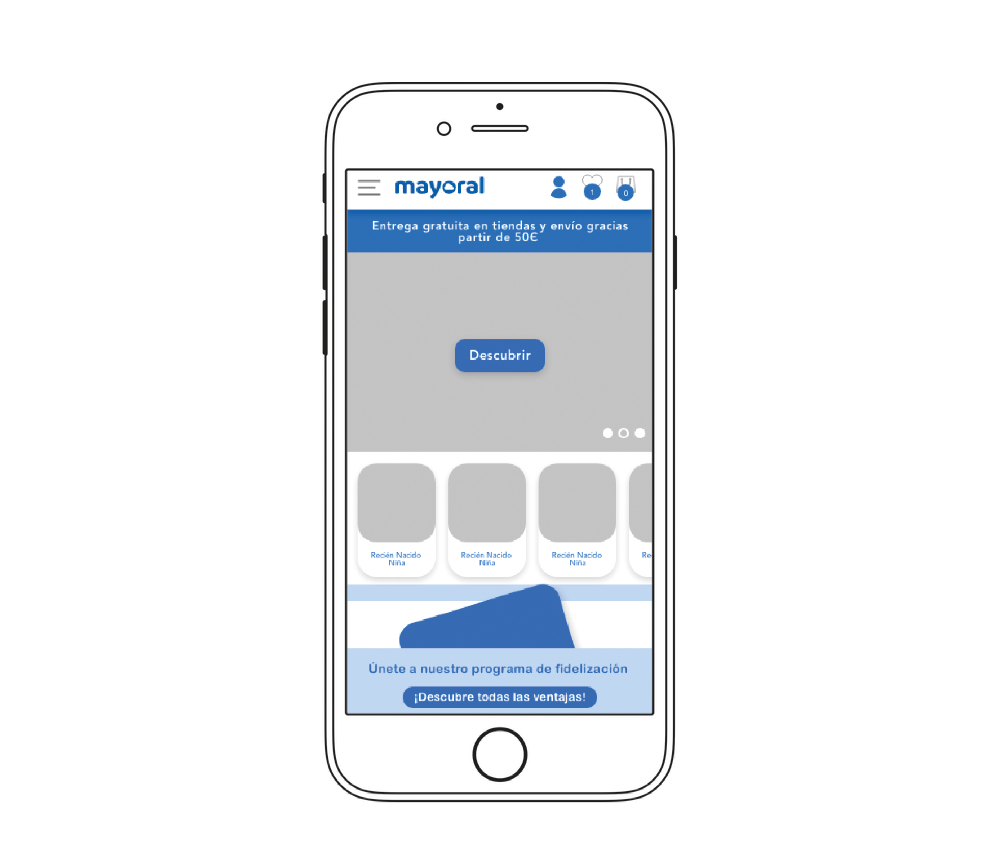 mayoral
1
0
Entrega gratuita en tiendas y envío gracias
partir de 50€
Descubrir
Recién Nacido
Niña
Recién Nacido
Niña
Recién Nacido
Niña
Re
Únete a nuestro programa de fidelización
¡Descubre todas las ventajas!